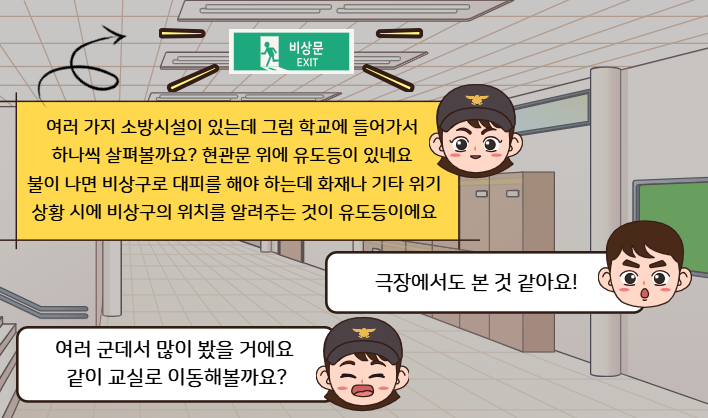 비상문
EXIT
여러 가지 소방시설이 있는데 그럼 학교에 들어가서
하나씩 살펴볼까요? 현관문 위에 유도등이 있네요
불이 나면 비상구로 대피를 해야 하는데 화재나 기타 위기
상황 시에 비상구의 위치를 알려주는 것이 유도등이에요
극장에서도 본 것 같아요!
여러 군데서 많이 봤을 거에요
같이 교실로 이동해볼까요?